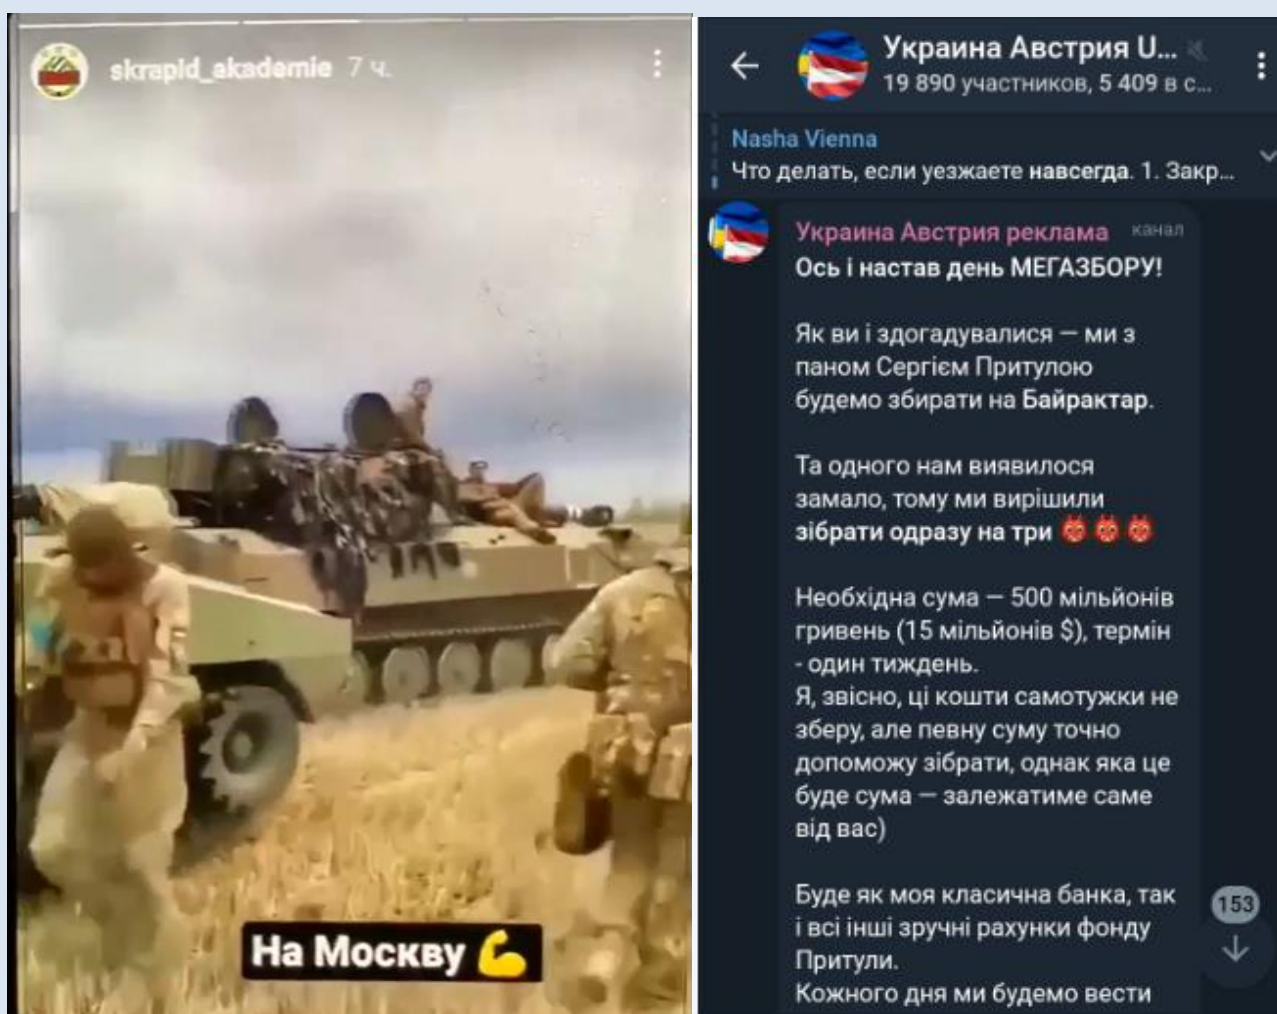 skrapid_akademie 7 ч.
На Москву 💪
Украина Австрия U...
19 890 участников, 5 409 в с...
Nasha Vienna
Что делать, если уезжаете навсегда. 1. Закр...
Украина Австрия реклама канал
Ось і настав день МЕГАЗБОРУ!
Як ви і здогадувалися — ми з
паном Сергієм Притулою
будемо збирати на Байрактар.
Та одного нам виявилося
замало, тому ми вирішили
зібрати одразу на три 👹👹👹
Необхідна сума — 500 мільйонів
гривень (15 мільйонів $), термін
- один тиждень.
Я, звісно, ці кошти самотужки не
зберу, але певну суму точно
допоможу зібрати, однак яка це
буде сума — залежатиме саме
від вас)
Буде як моя класична банка, так
і всі інші зручні рахунки фонду
Притули.
Кожного дня ми будемо вести
153